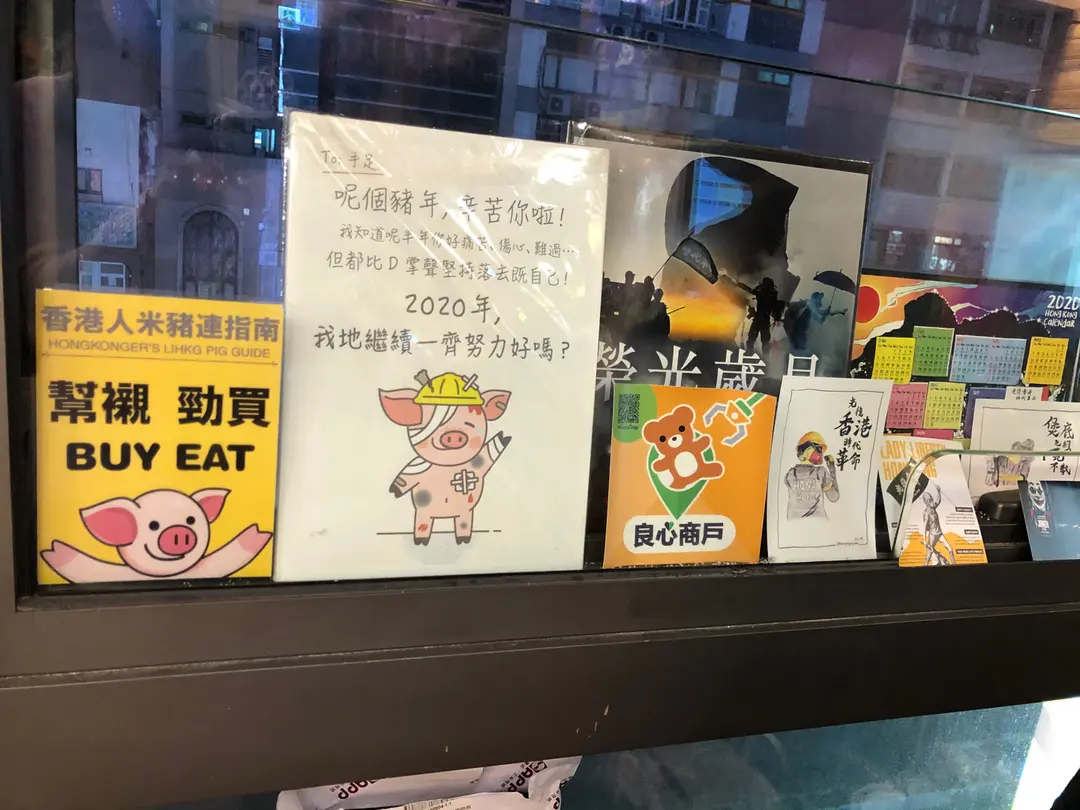 香港人米豬連指南
HONGKONGER'S LIHKG PIG GUIDE
幫襯 勁買
BUY EAT
To: 手足
呢個豬年,辛苦你啦!
我知道呢半年你好痛苦、傷心、難過…
但都比D掌聲堅持落去既自己!
2020年,
我地繼續一齊努力好嗎?
榮光歲月
良心商戶
光復
香港
時代
革命
2020
HONG KONG
CALENDAR
LADY LIBERTY
HONG KONG